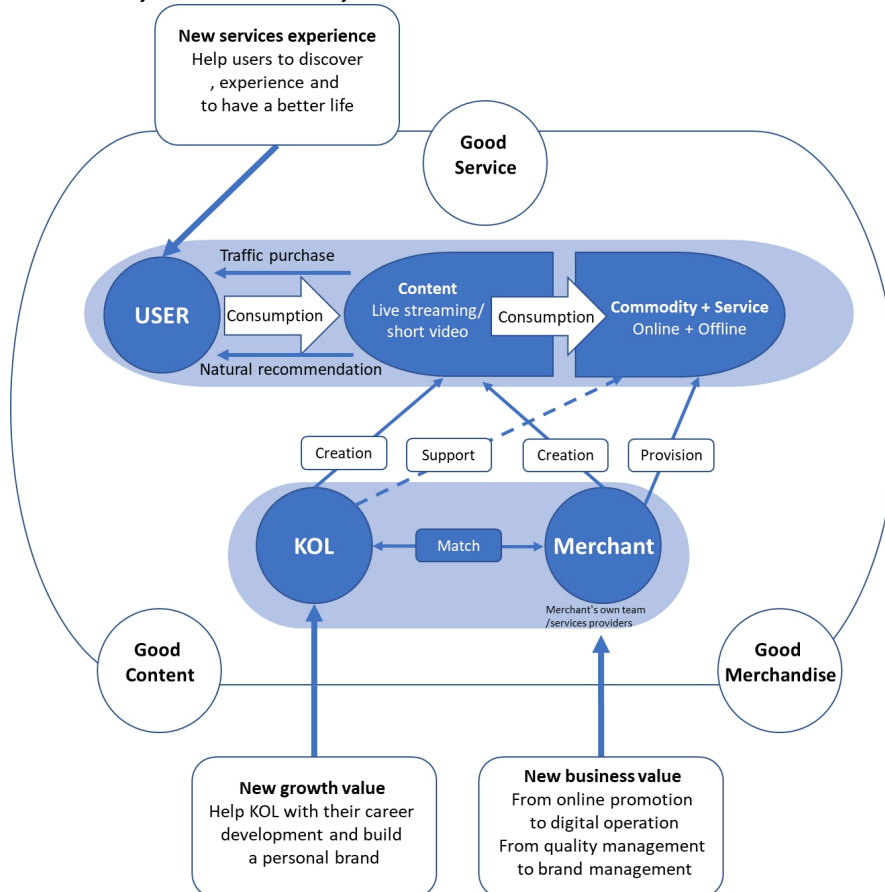 New services experience
Help users to discover
, experience and
to have a better life
Good
Service
Traffic purchase
USER
Consumption
Content
Live streaming/
short video
Consumption
Commodity + Service
Online + Offline
Natural recommendation
Creation
Support
Creation
Provision
KOL
Match
Merchant
Merchant's own team
/services providers
Good
Content
Good
Merchandise
New growth value
Help KOL with their career
development and build
a personal brand
New business value
From online promotion
to digital operation
From quality management
to brand management